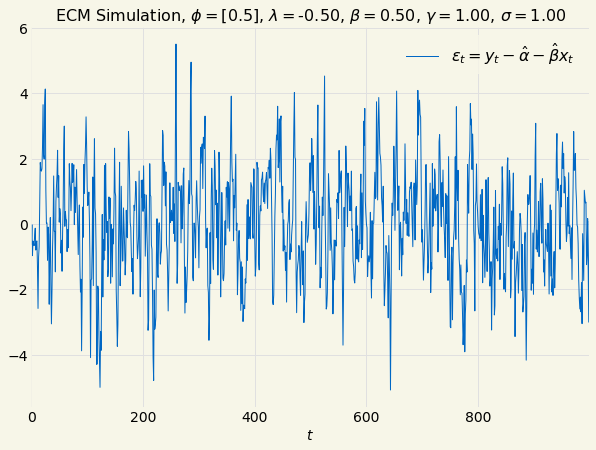 ECM Simulation, ϕ = [0.5], λ = -0.50, β = 0.50, γ = 1.00, σ = 1.00
εₜ = yₜ − α̂ − β̂xₜ
6
4
2
0
−2
−4
0 200 400 600 800
t